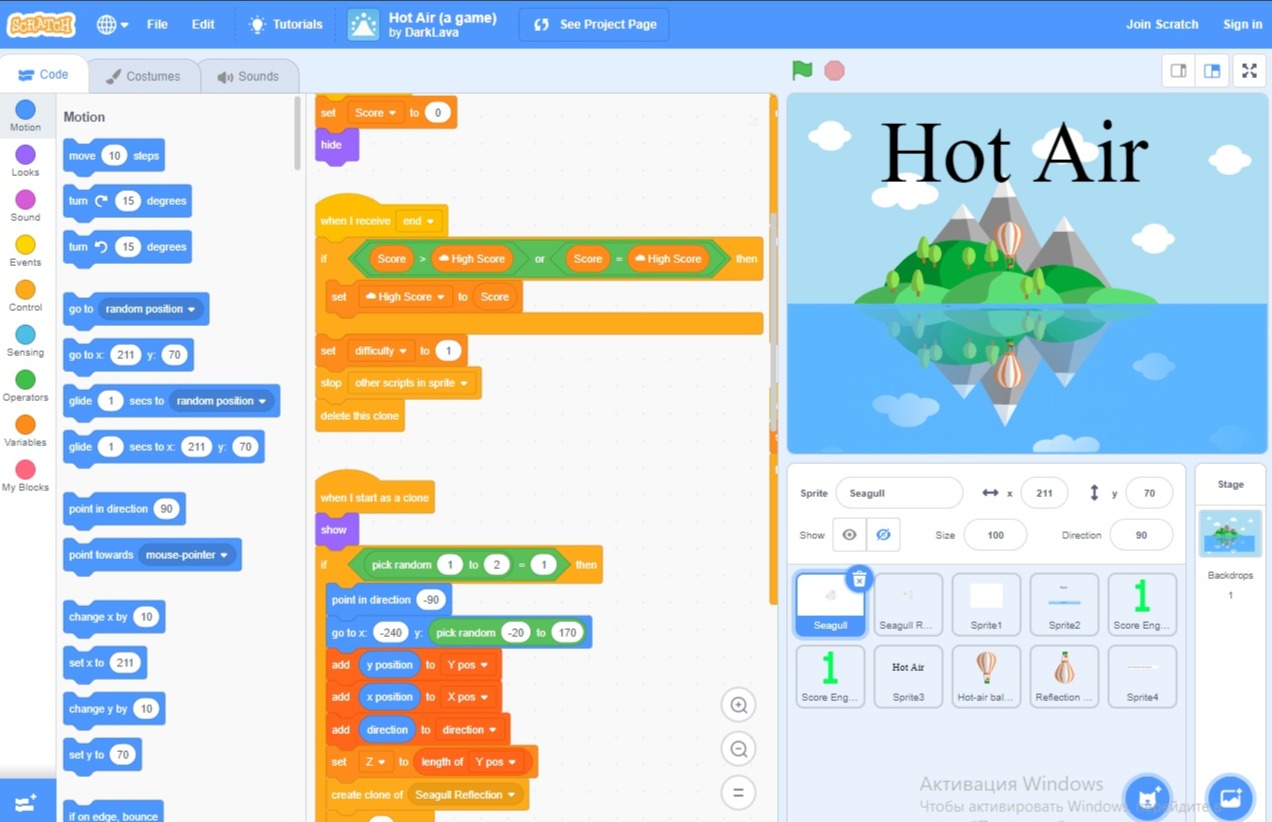 SCRATCH File Edit Tutorials Hot Air (a game) by DarkLava See Project Page Join Scratch Sign in
Code Costumes Sounds
Motion
Looks
Sound
Events
Control
Sensing
Operators
Variables
My Blocks
Motion
move 10 steps
turn 15 degrees
turn 15 degrees
go to random position
go to x: 211 y: 70
glide 1 secs to random position
glide 1 secs to x: 211 y: 70
point in direction 90
point towards mouse-pointer
change x by 10
set x to 211
change y by 10
set y to 70
if on edge, bounce
set Score to 0
hide
when I receive end
if Score > High Score or Score = High Score then
set High Score to Score
set difficulty to 1
stop other scripts in sprite
delete this clone
when I start as a clone
show
if pick random 1 to 2 = 1 then
point in direction -90
go to x: -240 y: pick random -20 to 170
add y position to Y pos
add x position to X pos
add direction to direction
set Z to length of Y pos
create clone of Seagull Reflection
Hot Air
Sprite Seagull x 211 y 70
Show Size 100 Direction 90
Seagull
Seagull R...
Sprite1
Sprite2
1
Score Eng...
1
Score Eng...
Hot Air
Sprite3
Hot-air bal...
Reflection ...
Sprite4
Stage
Backdrops
1
Активация Windows
Чтобы активировать Windows, перейдите в